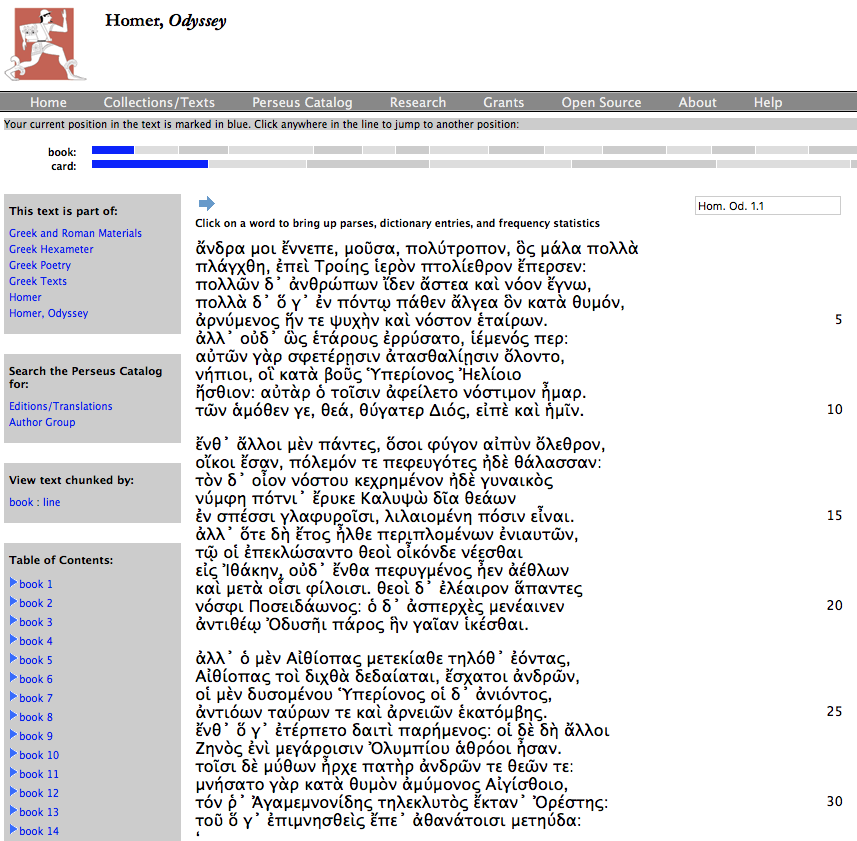 Homer, Odyssey
Home Collections/Texts Perseus Catalog Research Grants Open Source About Help
Your current position in the text is marked in blue. Click anywhere in the line to jump to another position:
book:
card:
This text is part of:
Greek and Roman Materials
Greek Hexameter
Greek Poetry
Greek Texts
Homer
Homer, Odyssey
Search the Perseus Catalog
for:
Editions/Translations
Author Group
View text chunked by:
book : line
Table of Contents:
book 1
book 2
book 3
book 4
book 5
book 6
book 7
book 8
book 9
book 10
book 11
book 12
book 13
book 14
Hom. Od. 1.1
Click on a word to bring up parses, dictionary entries, and frequency statistics
ἄνδρα μοι ἔννεπε, μοῦσα, πολύτροπον, ὃς μάλα πολλὰ
πλάγχθη, ἐπεὶ Τροίης ἱερὸν πτολίεθρον ἔπερσεν:
πολλῶν δ᾽ ἀνθρώπων ἴδεν ἄστεα καὶ νόον ἔγνω,
πολλὰ δ᾽ ὅ γ᾽ ἐν πόντῳ πάθεν ἄλγεα ὃν κατὰ θυμόν,
ἀρνύμενος ἥν τε ψυχὴν καὶ νόστον ἑταίρων. 5
ἀλλ᾽ οὐδ᾽ ὣς ἑτάρους ἐρρύσατο, ἱέμενός περ:
αὐτῶν γὰρ σφετέρῃσιν ἀτασθαλίῃσιν ὄλοντο,
νήπιοι, οἳ κατὰ βοῦς Ὑπερίονος Ἠελίοιο
ἤσθιον: αὐτὰρ ὁ τοῖσιν ἀφείλετο νόστιμον ἦμαρ.
τῶν ἁμόθεν γε, θεά, θύγατερ Διός, εἰπὲ καὶ ἡμῖν. 10
ἔνθ᾽ ἄλλοι μὲν πάντες, ὅσοι φύγον αἰπὺν ὄλεθρον,
οἴκοι ἔσαν, πόλεμόν τε πεφευγότες ἠδὲ θάλασσαν:
τὸν δ᾽ οἶον νόστου κεχρημένον ἠδὲ γυναικὸς
νύμφη πότνι᾽ ἔρυκε Καλυψὼ δῖα θεάων
ἐν σπέσσι γλαφυροῖσι, λιλαιομένη πόσιν εἶναι. 15
ἀλλ᾽ ὅτε δὴ ἔτος ἦλθε περιπλομένων ἐνιαυτῶν,
τῷ οἱ ἐπεκλώσαντο θεοὶ οἶκόνδε νέεσθαι
εἰς Ἰθάκην, οὐδ᾽ ἔνθα πεφυγμένος ἦεν ἀέθλων
καὶ μετὰ οἷσι φίλοισι. θεοὶ δ᾽ ἐλέαιρον ἅπαντες
νόσφι Ποσειδάωνος: ὁ δ᾽ ἀσπερχὲς μενέαινεν 20
ἀντιθέῳ Ὀδυσῆι πάρος ἣν γαῖαν ἱκέσθαι.
ἀλλ᾽ ὁ μὲν Αἰθίοπας μετεκίαθε τηλόθ᾽ ἐόντας,
Αἰθίοπας τοὶ διχθὰ δεδαίαται, ἔσχατοι ἀνδρῶν,
οἱ μὲν δυσομένου Ὑπερίονος οἱ δ᾽ ἀνιόντος,
ἀντιόων ταύρων τε καὶ ἀρνειῶν ἑκατόμβης. 25
ἔνθ᾽ ὅ γ᾽ ἐτέρπετο δαιτὶ παρήμενος: οἱ δὲ δὴ ἄλλοι
Ζηνὸς ἐνὶ μεγάροισιν Ὀλυμπίου ἁθρόοι ἦσαν.
τοῖσι δὲ μύθων ἦρχε πατὴρ ἀνδρῶν τε θεῶν τε:
μνήσατο γὰρ κατὰ θυμὸν ἀμύμονος Αἰγίσθοιο,
τόν ῥ᾽ Ἀγαμεμνονίδης τηλεκλυτὸς ἔκταν᾽ Ὀρέστης: 30
τοῦ ὅ γ᾽ ἐπιμνησθεὶς ἔπε᾽ ἀθανάτοισι μετηύδα: